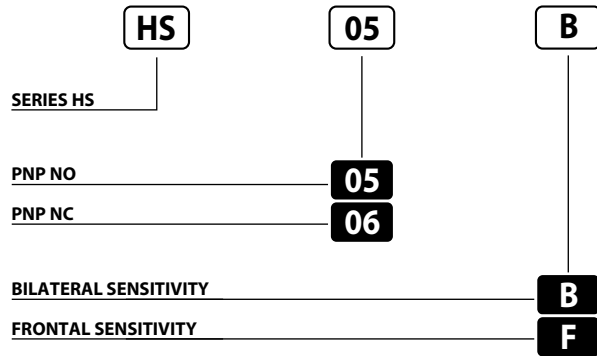 HS 05 B
SERIES HS
PNP NO 05
PNP NC 06
BILATERAL SENSITIVITY B
FRONTAL SENSITIVITY F